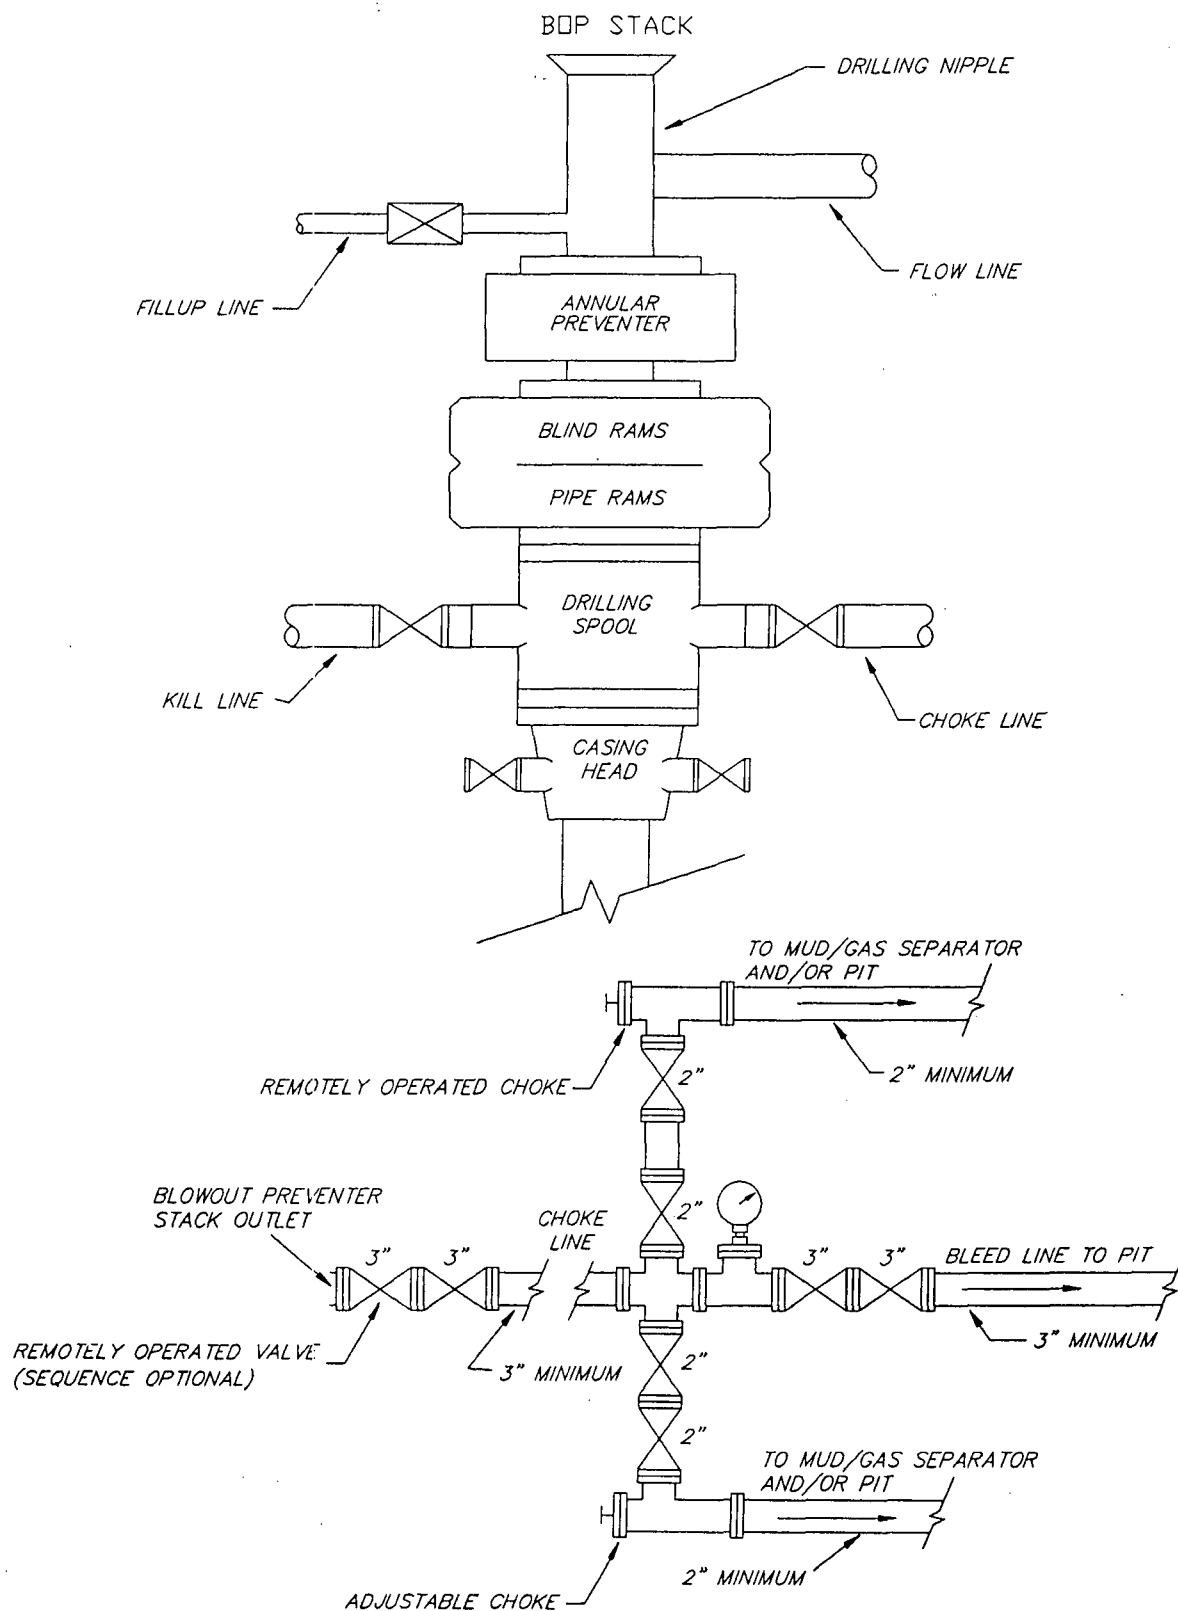 BOP STACK
DRILLING NIPPLE
FLOW LINE
FILLUP LINE
ANNULAR
PREVENTER
BLIND RAMS
PIPE RAMS
DRILLING
SPOOL
KILL LINE
CHOKE LINE
CASING
HEAD
TO MUD/GAS SEPARATOR
AND/OR PIT
2" MINIMUM
REMOTELY OPERATED CHOKE
2"
2"
BLOWOUT PREVENTER
STACK OUTLET
CHOKE
LINE
3" 3"
3" 3"
BLEED LINE TO PIT
3" MINIMUM
REMOTELY OPERATED VALVE
(SEQUENCE OPTIONAL)
3" MINIMUM
2"
2"
TO MUD/GAS SEPARATOR
AND/OR PIT
2" MINIMUM
ADJUSTABLE CHOKE